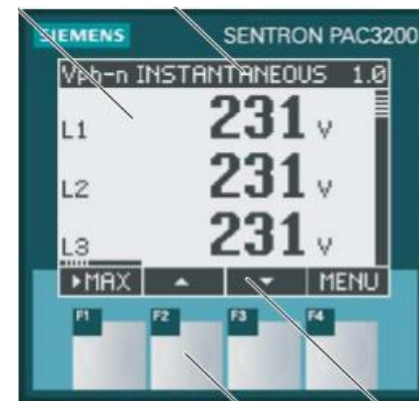 SIEMENS SENTRON PAC3200
Vph-n INSTANTANEOUS 1.0
L1 231 V
L2 231 V
L3 231 V
▸MAX ▲ ▼ MENU
F1 F2 F3 F4